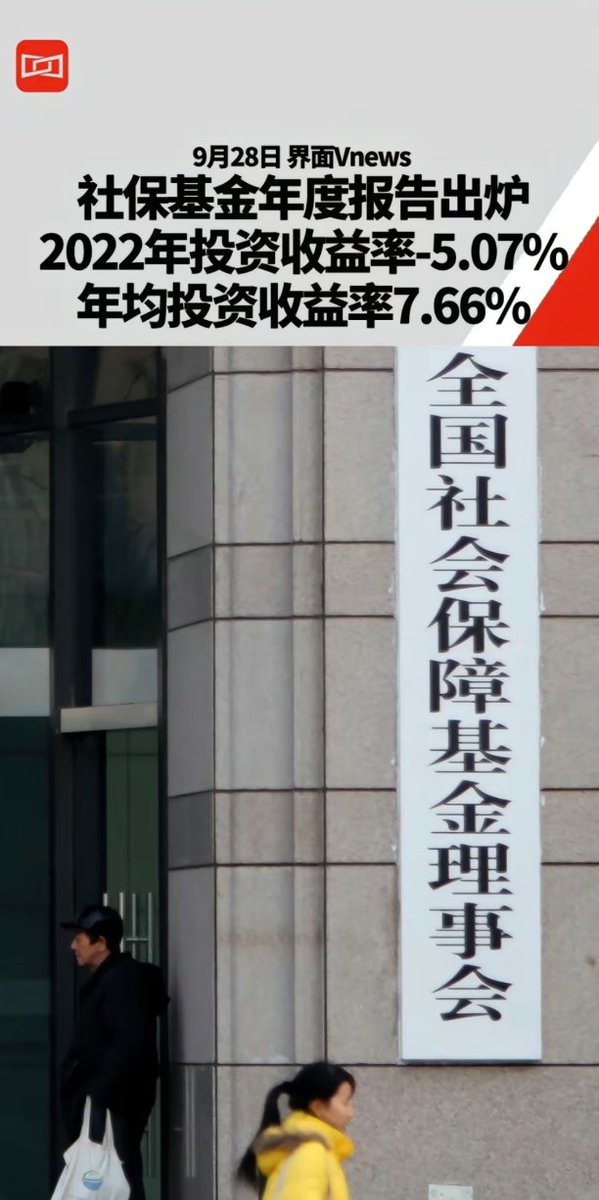 9月28日 界面Vnews
社保基金年度报告出炉
2022年投资收益率-5.07%
年均投资收益率7.66%
全国社会保障基金理事会